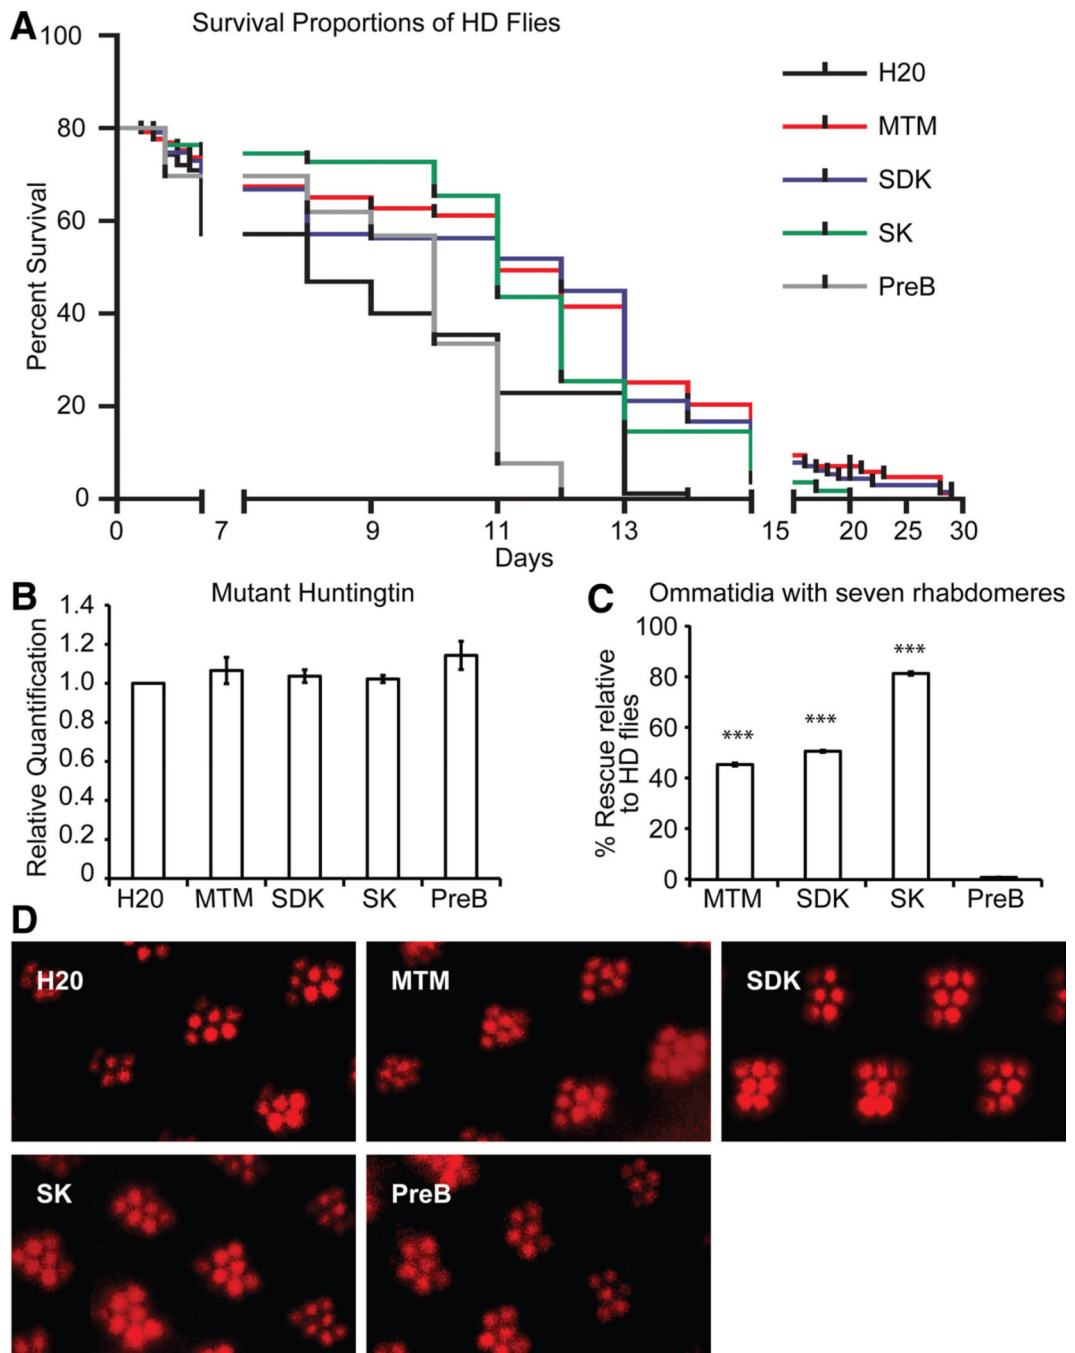 A
Survival Proportions of HD Flies
Percent Survival
100
80
60
40
20
0
0
7
9
11
13
15
20
25
30
Days
H20
MTM
SDK
SK
PreB
B
Mutant Huntingtin
Relative Quantification
1.4
1.2
1.0
0.8
0.6
0.4
0.2
0
H20
MTM
SDK
SK
PreB
C
Ommatidia with seven rhabdomeres
% Rescue relative
to HD flies
100
80
60
40
20
0
***
***
***
MTM
SDK
SK
PreB
D
H20
MTM
SDK
SK
PreB